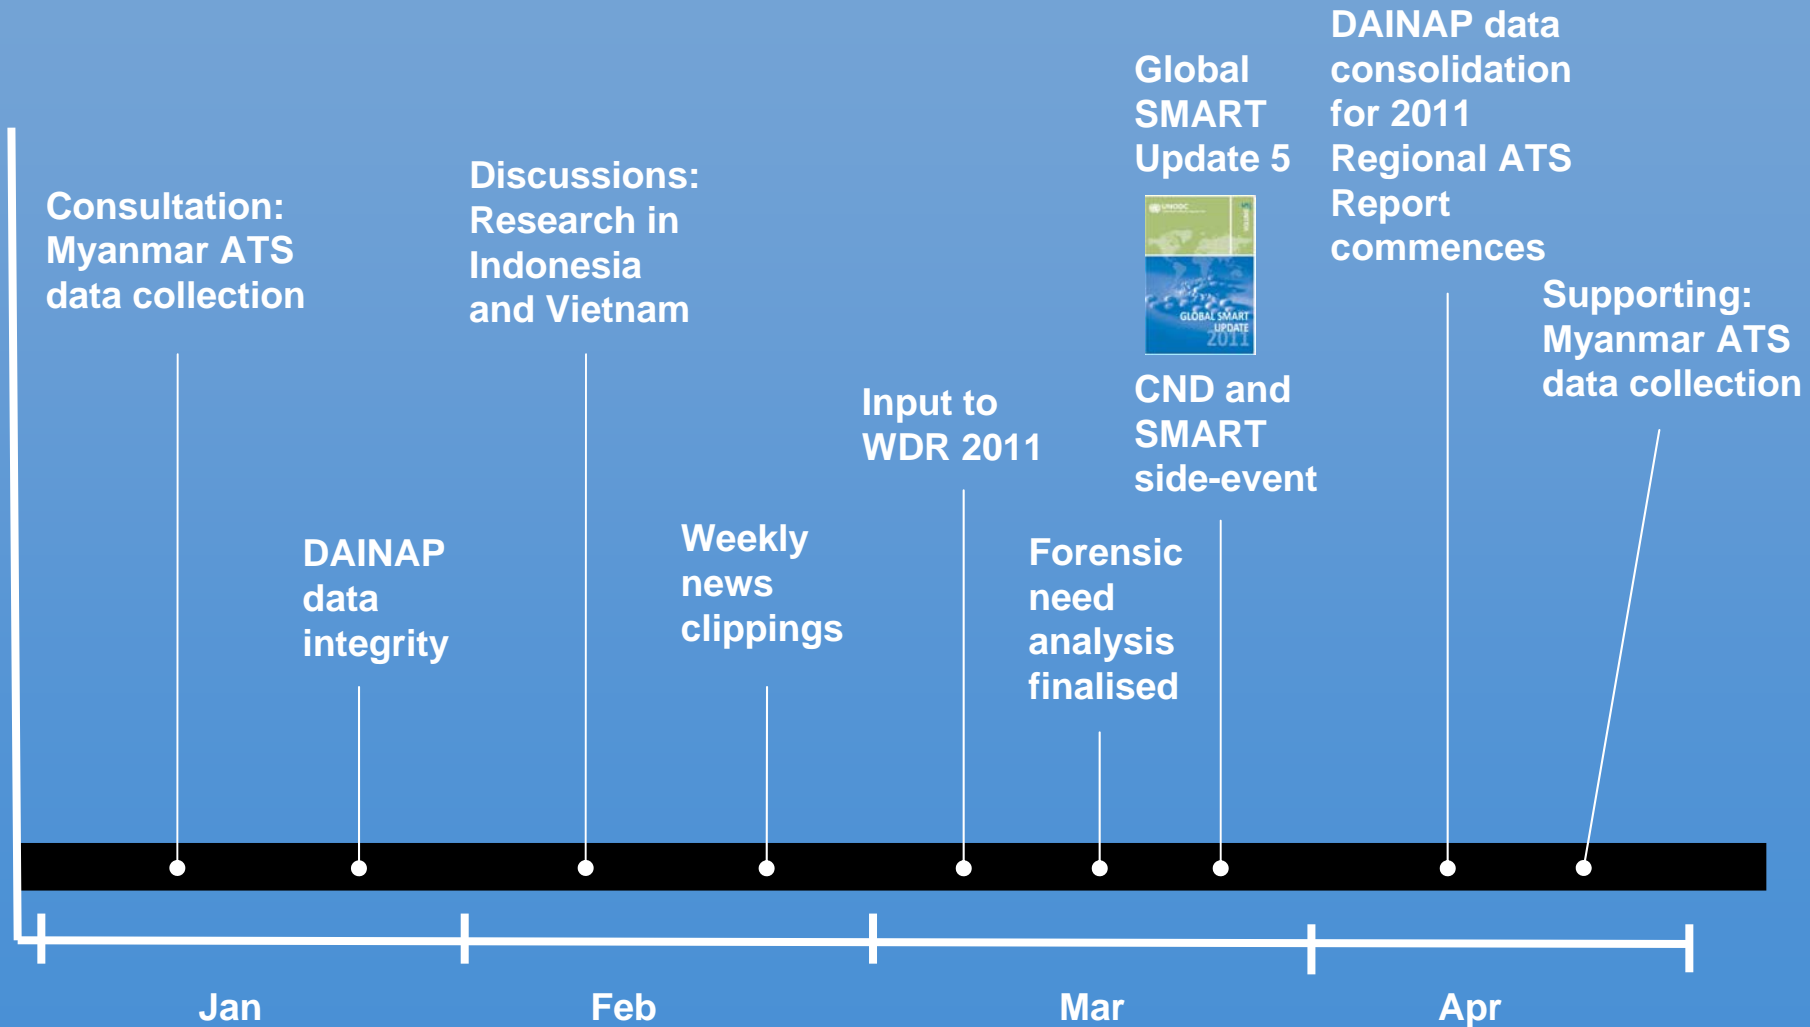 Consultation:
Myanmar ATS
data collection
DAINAP
data
integrity
Discussions:
Research in
Indonesia
and Vietnam
Weekly
news
clippings
Input to
WDR 2011
Forensic
need
analysis
finalised
Global
SMART
Update 5
UNODC
GLOBAL SMART
UPDATE
2011
CND and
SMART
side-event
DAINAP data
consolidation
for 2011
Regional ATS
Report
commences
Supporting:
Myanmar ATS
data collection
Jan
Feb
Mar
Apr